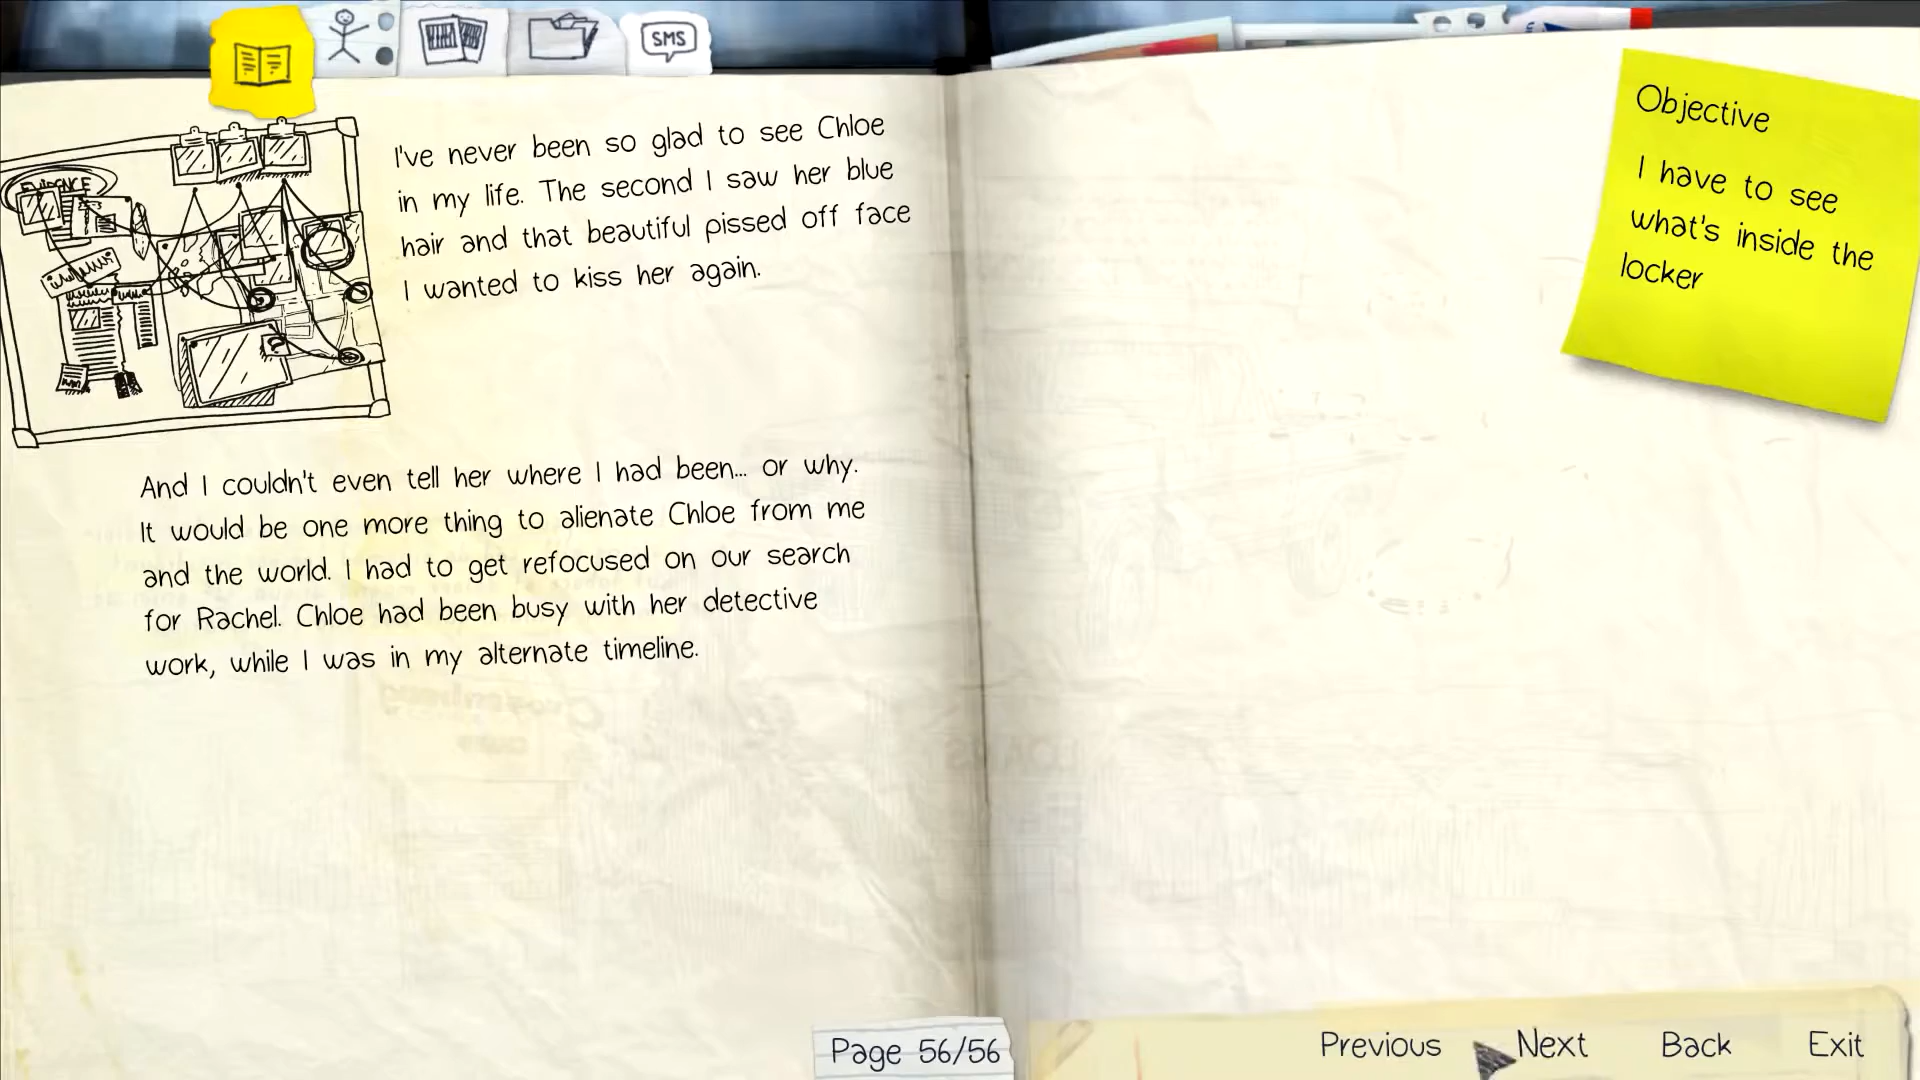 SMS
EVIDENCE
I've never been so glad to see Chloe
in my life. The second I saw her blue
hair and that beautiful pissed off face
I wanted to kiss her again.
And I couldn't even tell her where I had been... or why.
It would be one more thing to alienate Chloe from me
and the world. I had to get refocused on our search
for Rachel. Chloe had been busy with her detective
work, while I was in my alternate timeline.
Objective
I have to see
what's inside the
locker
Page 56/56
Previous
Next
Back
Exit